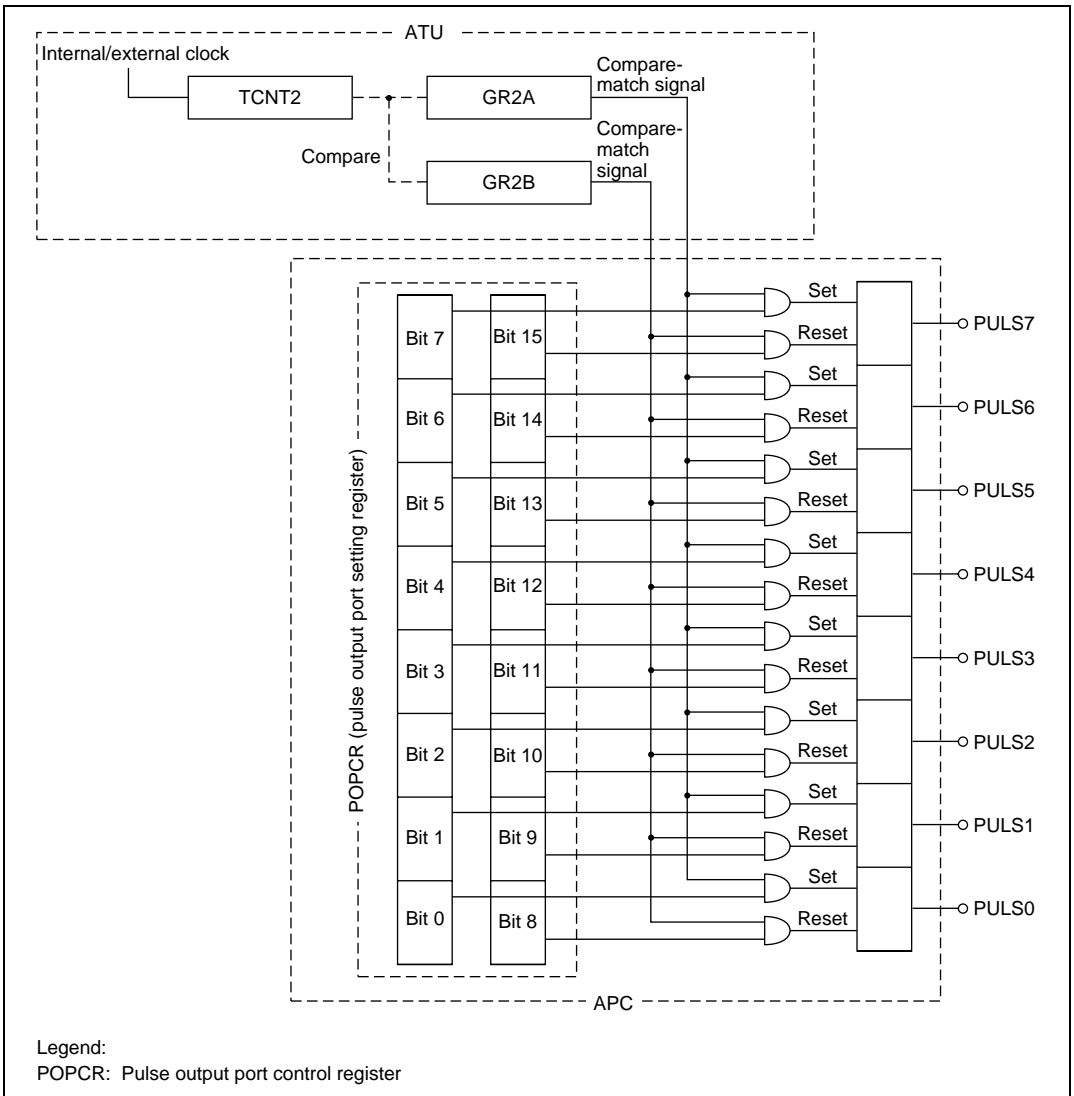 ATU
Internal/external clock
TCNT2
GR2A
Compare-
match signal
Compare
GR2B
Compare-
match
signal
POPCR (pulse output port setting register)
Bit 7
Bit 15
Set
Reset
PULS7
Bit 6
Bit 14
Set
Reset
PULS6
Bit 5
Bit 13
Set
Reset
PULS5
Bit 4
Bit 12
Set
Reset
PULS4
Bit 3
Bit 11
Set
Reset
PULS3
Bit 2
Bit 10
Set
Reset
PULS2
Bit 1
Bit 9
Set
Reset
PULS1
Bit 0
Bit 8
Set
Reset
PULS0
APC
Legend:
POPCR: Pulse output port control register